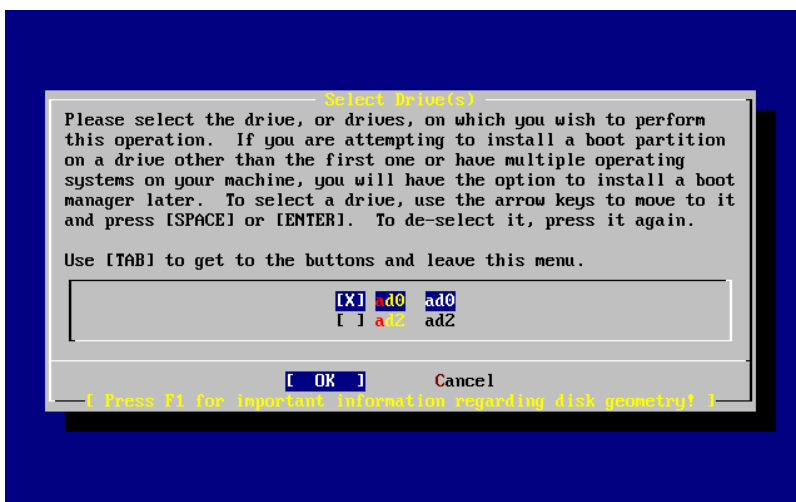 Select Drive(s)
Please select the drive, or drives, on which you wish to perform
this operation.  If you are attempting to install a boot partition
on a drive other than the first one or have multiple operating
systems on your machine, you will have the option to install a boot
manager later.  To select a drive, use the arrow keys to move to it
and press [SPACE] or [ENTER].  To de-select it, press it again.
Use [TAB] to get to the buttons and leave this menu.
[X] ad0  ad0
[ ] ad2  ad2
[  OK  ]     Cancel
[ Press F1 for important information regarding disk geometry! ]